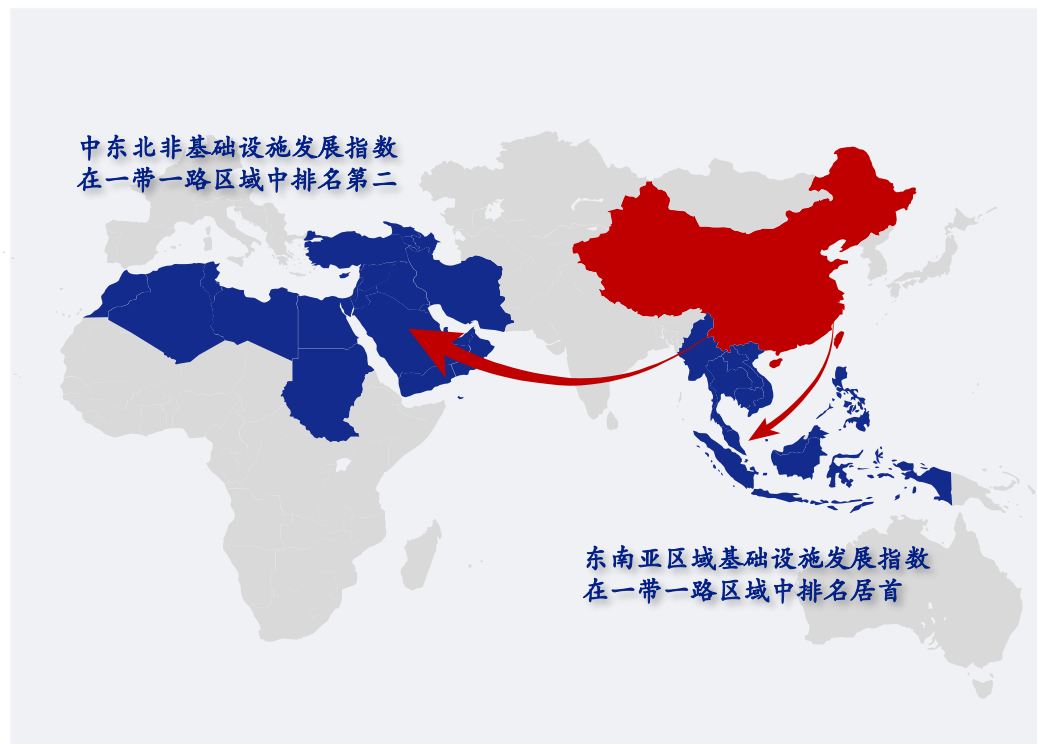 中东北非基础设施发展指数
在一带一路区域中排名第二
东南亚区域基础设施发展指数
在一带一路区域中排名居首